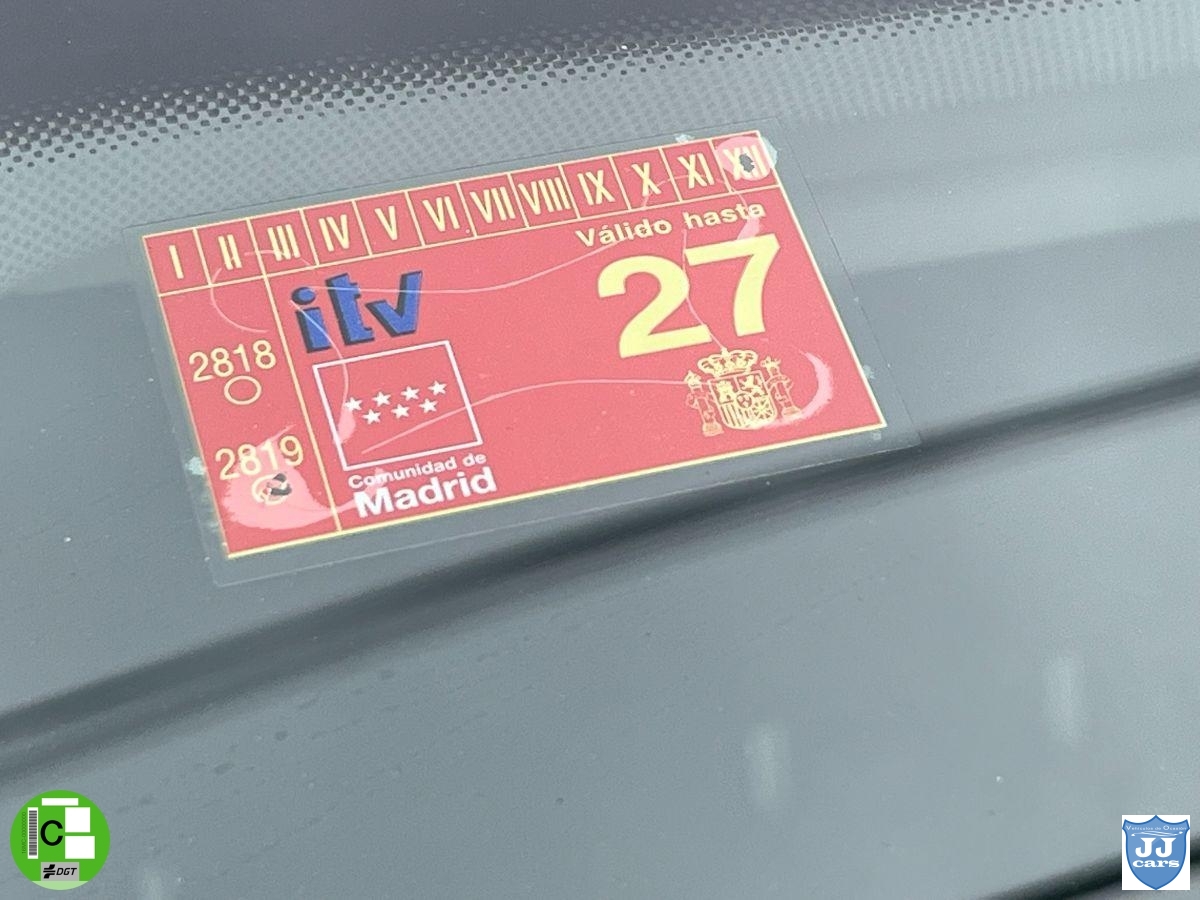 I II III IV V VI VII VIII IX X XI XII
Válido hasta
27
itv
2818
2819
Comunidad de
Madrid
C
DGT
JJ
cars